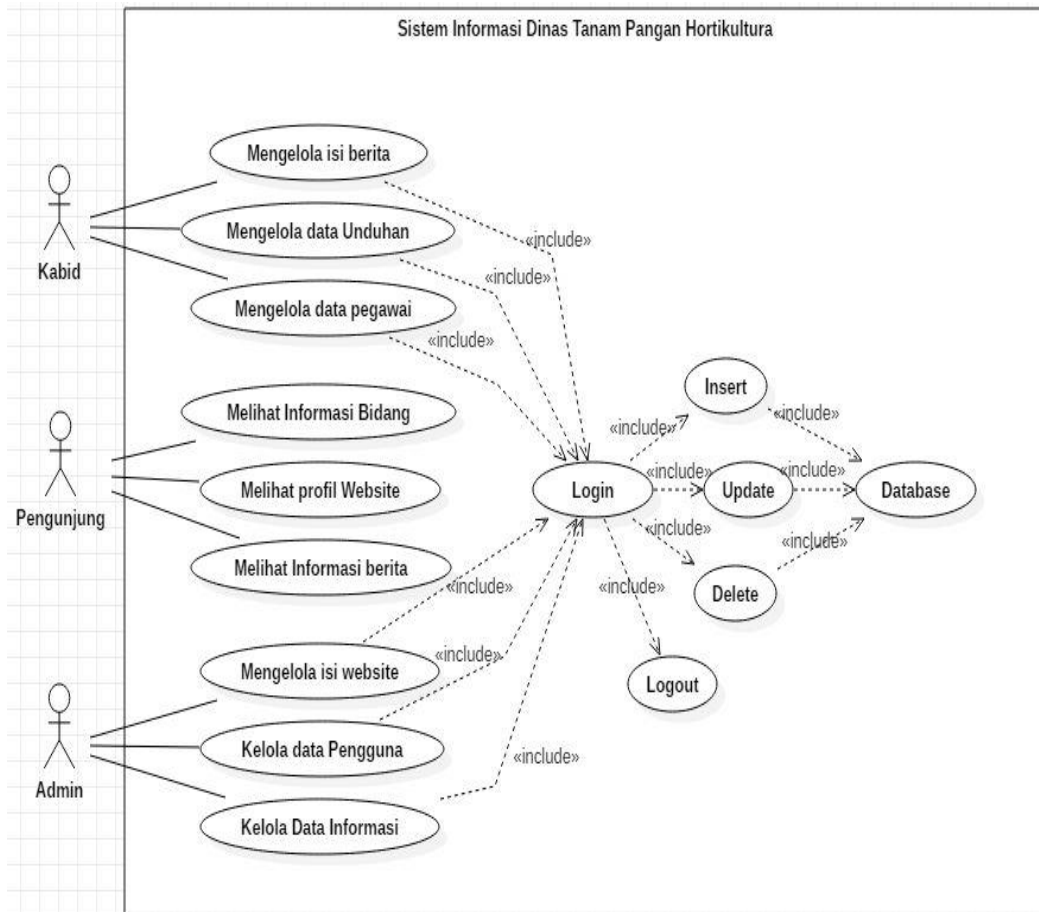 Sistem Informasi Dinas Tanam Pangan Hortikultura
Mengelola isi berita
Mengelola data Unduhan
Mengelola data pegawai
Kabid
«include»
«include»
«include»
Melihat Informasi Bidang
Melihat profil Website
Melihat Informasi berita
Pengunjung
Insert
«include»
«include»
Login
«include»
Update
«include»
Database
«include»
«include»
Delete
«include»
Logout
«include»
«include»
«include»
Mengelola isi website
Kelola data Pengguna
Kelola Data Informasi
Admin